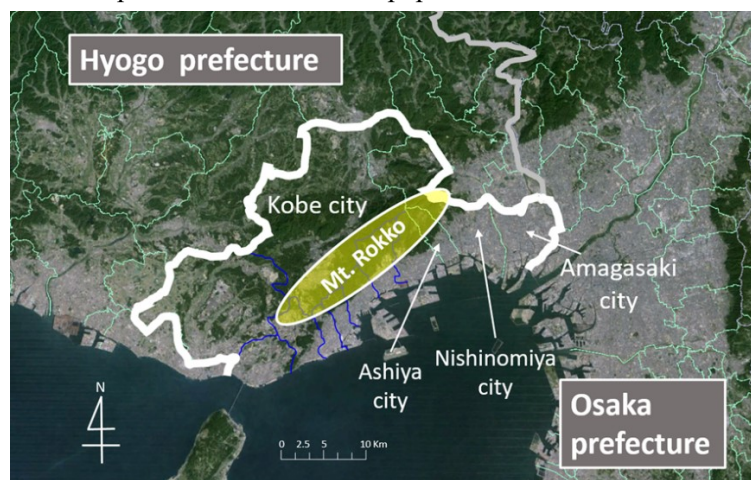 Hyogo prefecture
Kobe city
Mt. Rokko
Amagasaki
city
Ashiya
city
Nishinomiya
city
Osaka
prefecture
N
0 2.5 5 10 Km